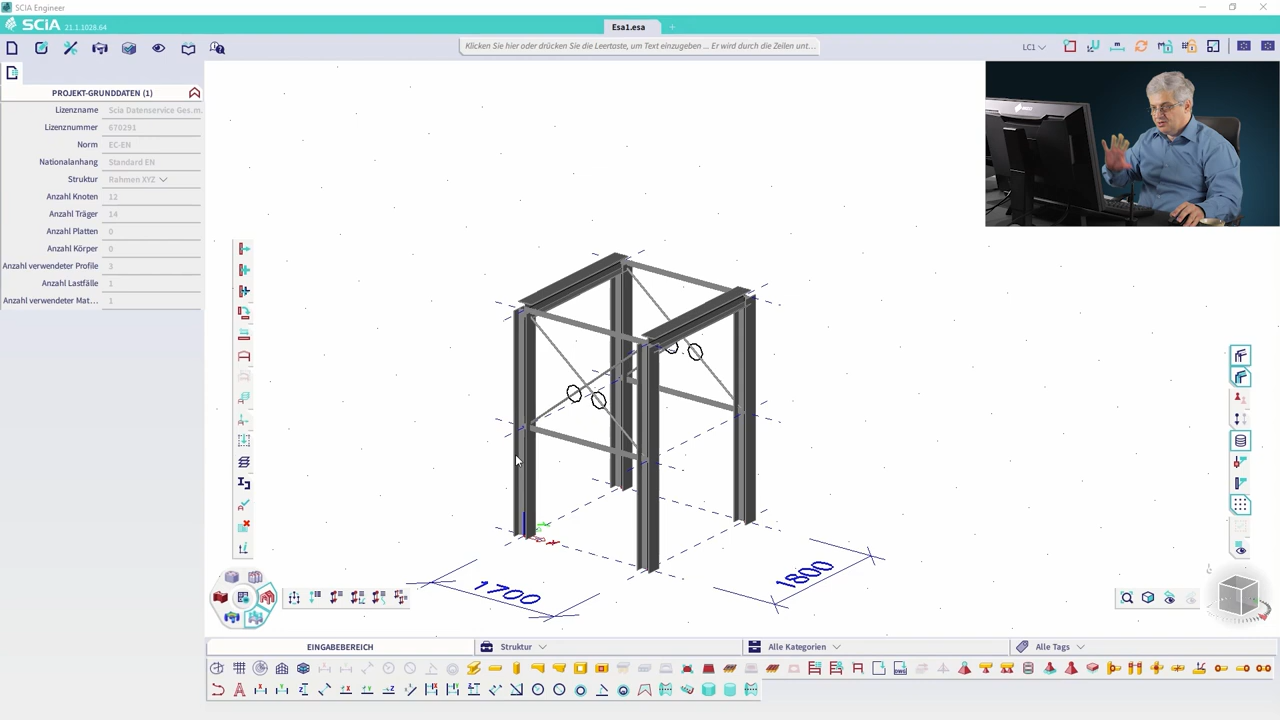 SCIA Engineer
SCIA 21.1.1028.64
Esa1.esa
Klicken Sie hier oder drücken Sie die Leertaste, um Text einzugeben ... Er wird durch die Zeilen unt...
LC1
PROJEKT-GRUNDDATEN (1)
Lizenzname Scia Datenservice Ges.m.
Lizenznummer 670291
Norm EC-EN
Nationalanhang Standard EN
Struktur Rahmen XYZ
Anzahl Knoten 12
Anzahl Träger 14
Anzahl Platten 0
Anzahl Körper 0
Anzahl verwendeter Profile 3
Anzahl Lastfälle 1
Anzahl verwendeter Mat... 1
1700
1800
EINGABEBEREICH Struktur Alle Kategorien Alle Tags